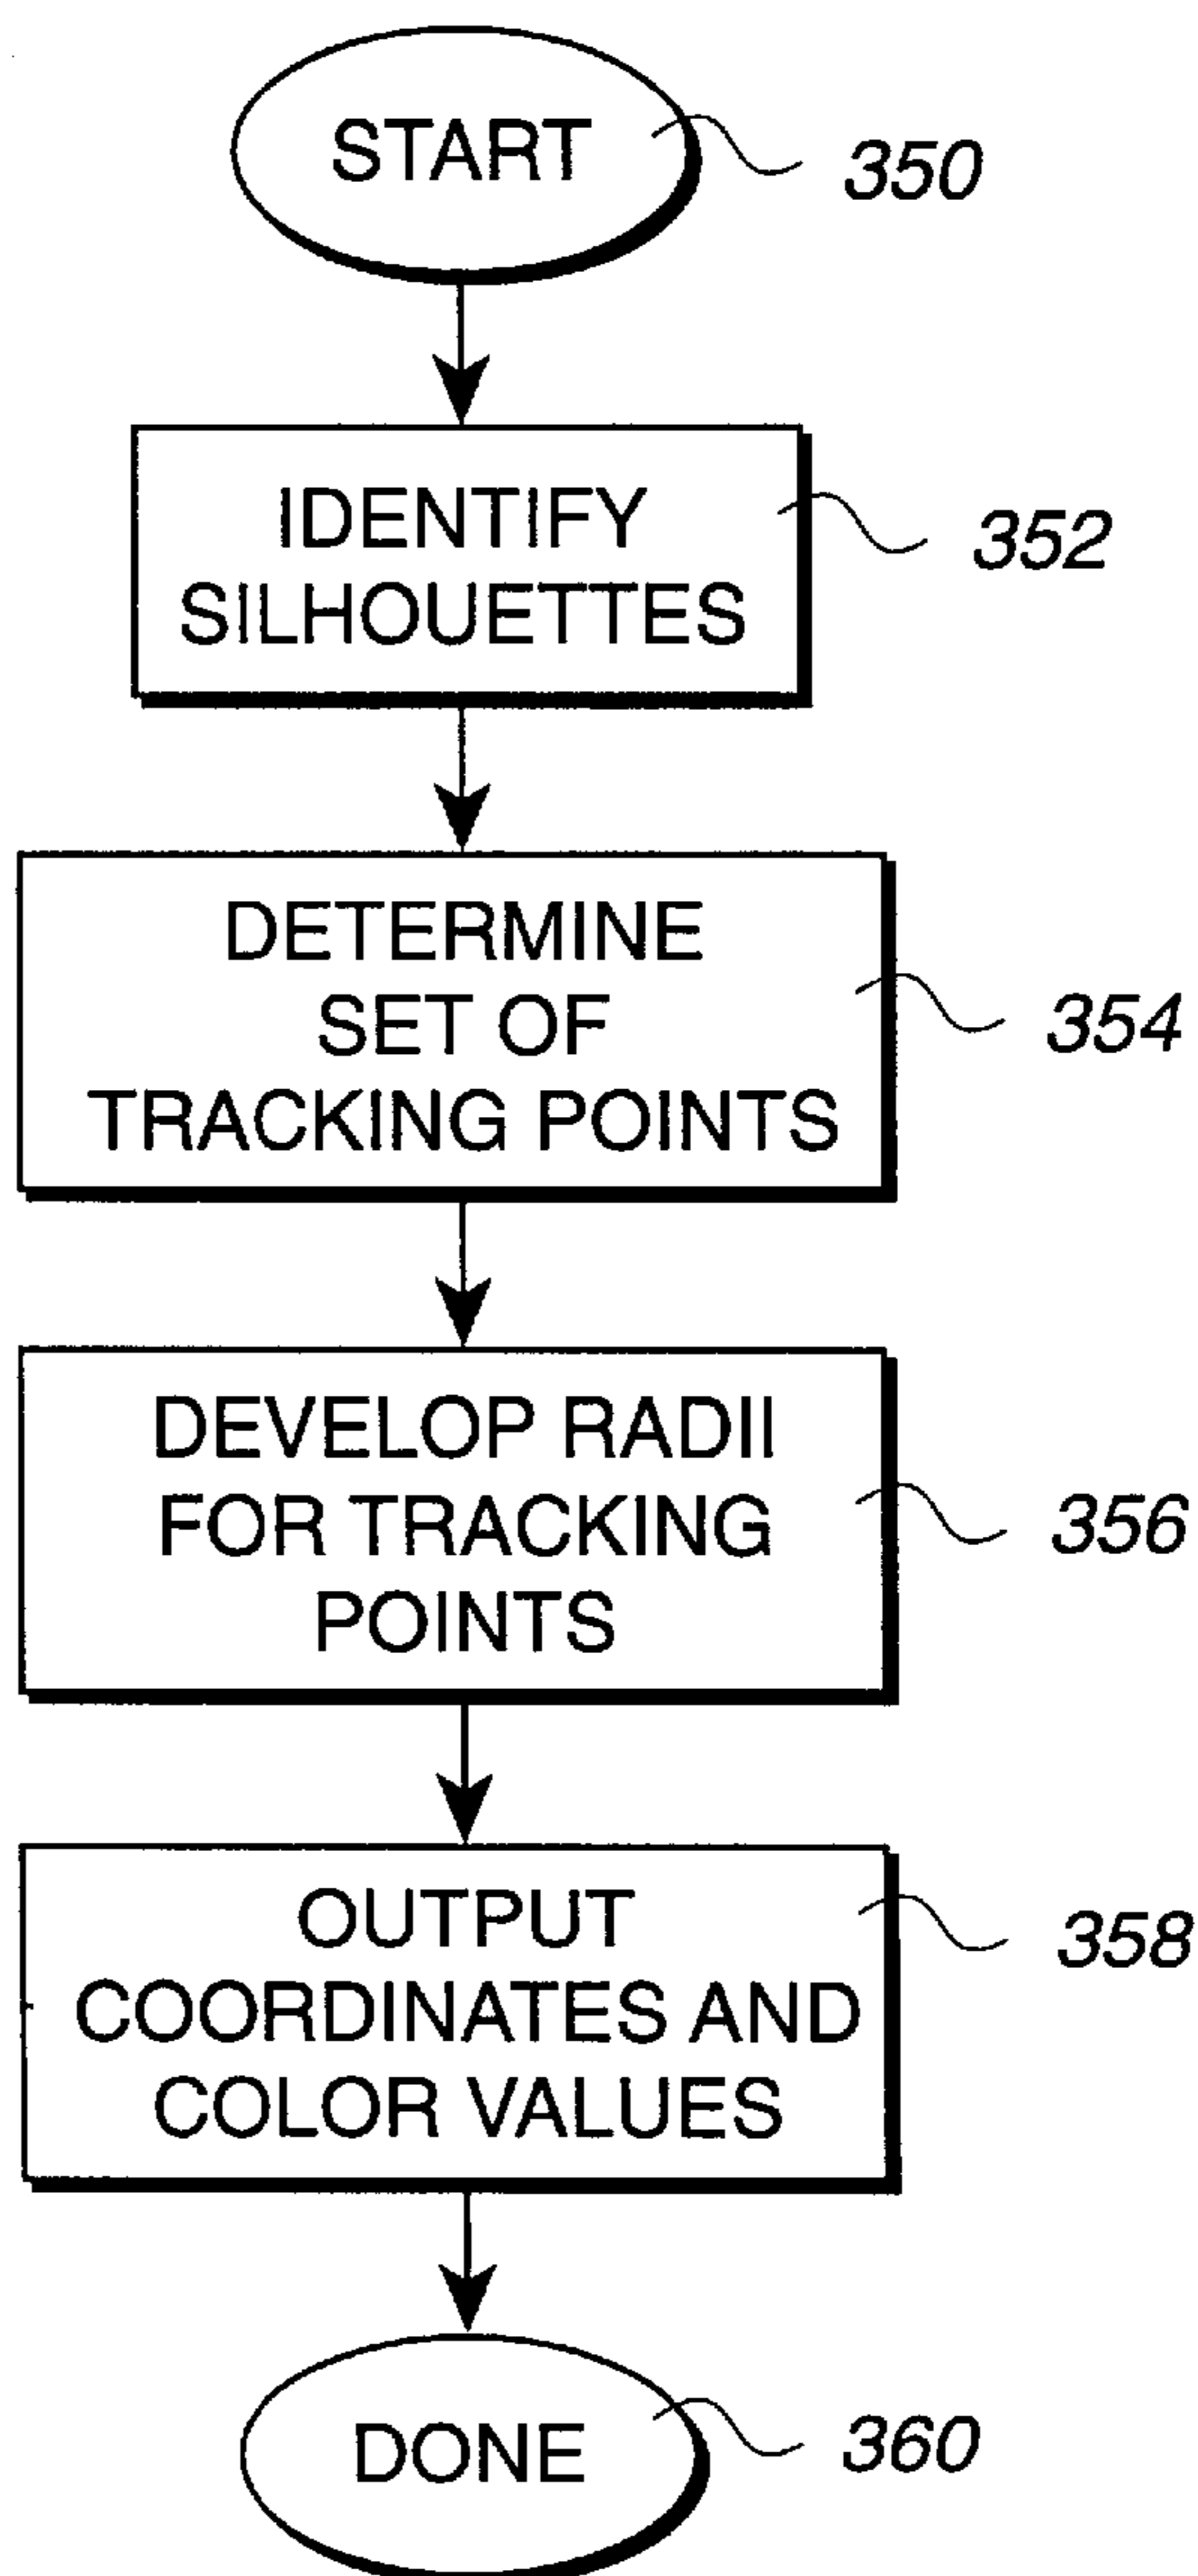 START
350
IDENTIFY
SILHOUETTES
352
DETERMINE
SET OF
TRACKING POINTS
354
DEVELOP RADII
FOR TRACKING
POINTS
356
OUTPUT
COORDINATES AND
COLOR VALUES
358
DONE
360